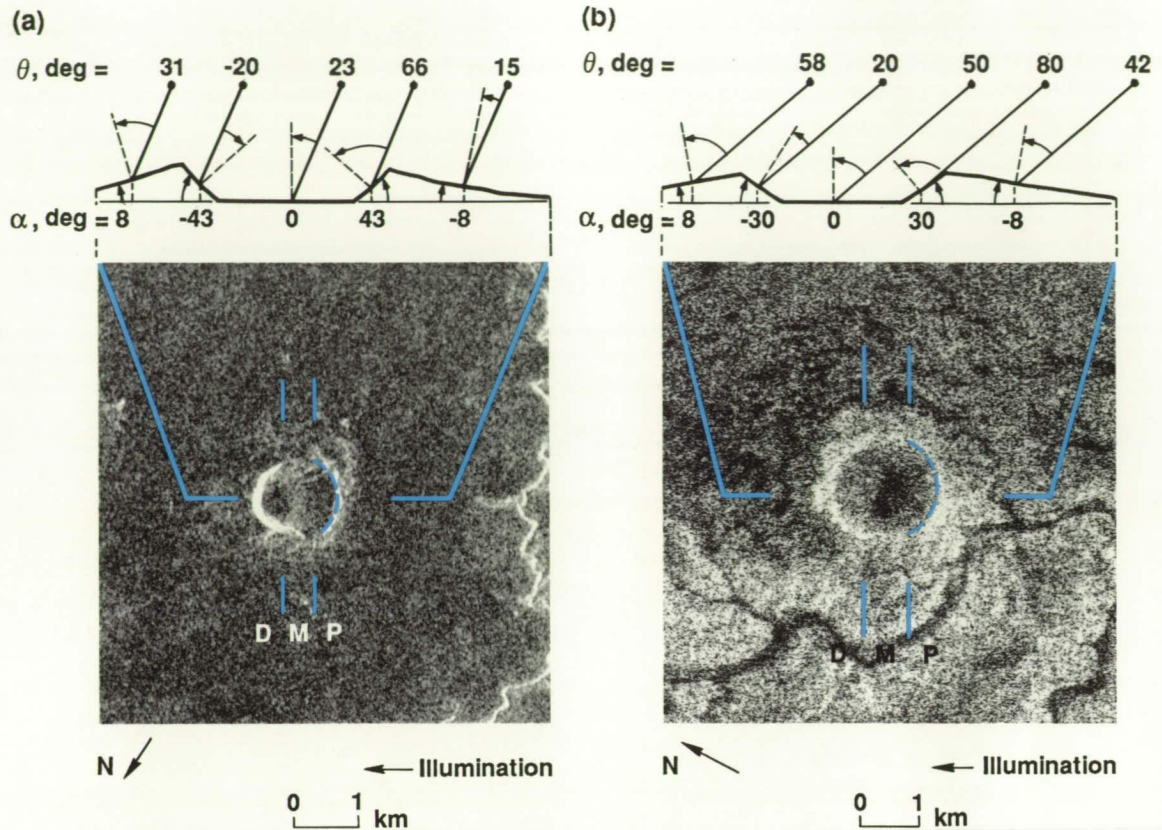 (a)
θ, deg = 31 -20 23 66 15
α, deg = 8 -43 0 43 -8
D M P
N
Illumination
0 1
km
(b)
θ, deg = 58 20 50 80 42
α, deg = 8 -30 0 30 -8
D M P
N
Illumination
0 1
km